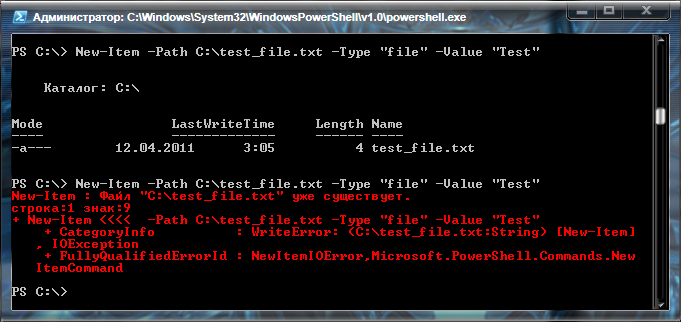 Администратор: C:\Windows\System32\WindowsPowerShell\v1.0\powershell.exe
PS C:\> New-Item -Path C:\test_file.txt -Type "file" -Value "Test"
Каталог: C:\
Mode LastWriteTime Length Name
---- ------------- ------ ----
-a--- 12.04.2011 3:05 4 test_file.txt
PS C:\> New-Item -Path C:\test_file.txt -Type "file" -Value "Test"
New-Item : Файл "C:\test_file.txt" уже существует.
строка:1 знак:9
+ New-Item <<<< -Path C:\test_file.txt -Type "file" -Value "Test"
+ CategoryInfo : WriteError: (C:\test_file.txt:String) [New-Item]
, IOException
+ FullyQualifiedErrorId : NewItemIOError,Microsoft.PowerShell.Commands.New
ItemCommand
PS C:\>